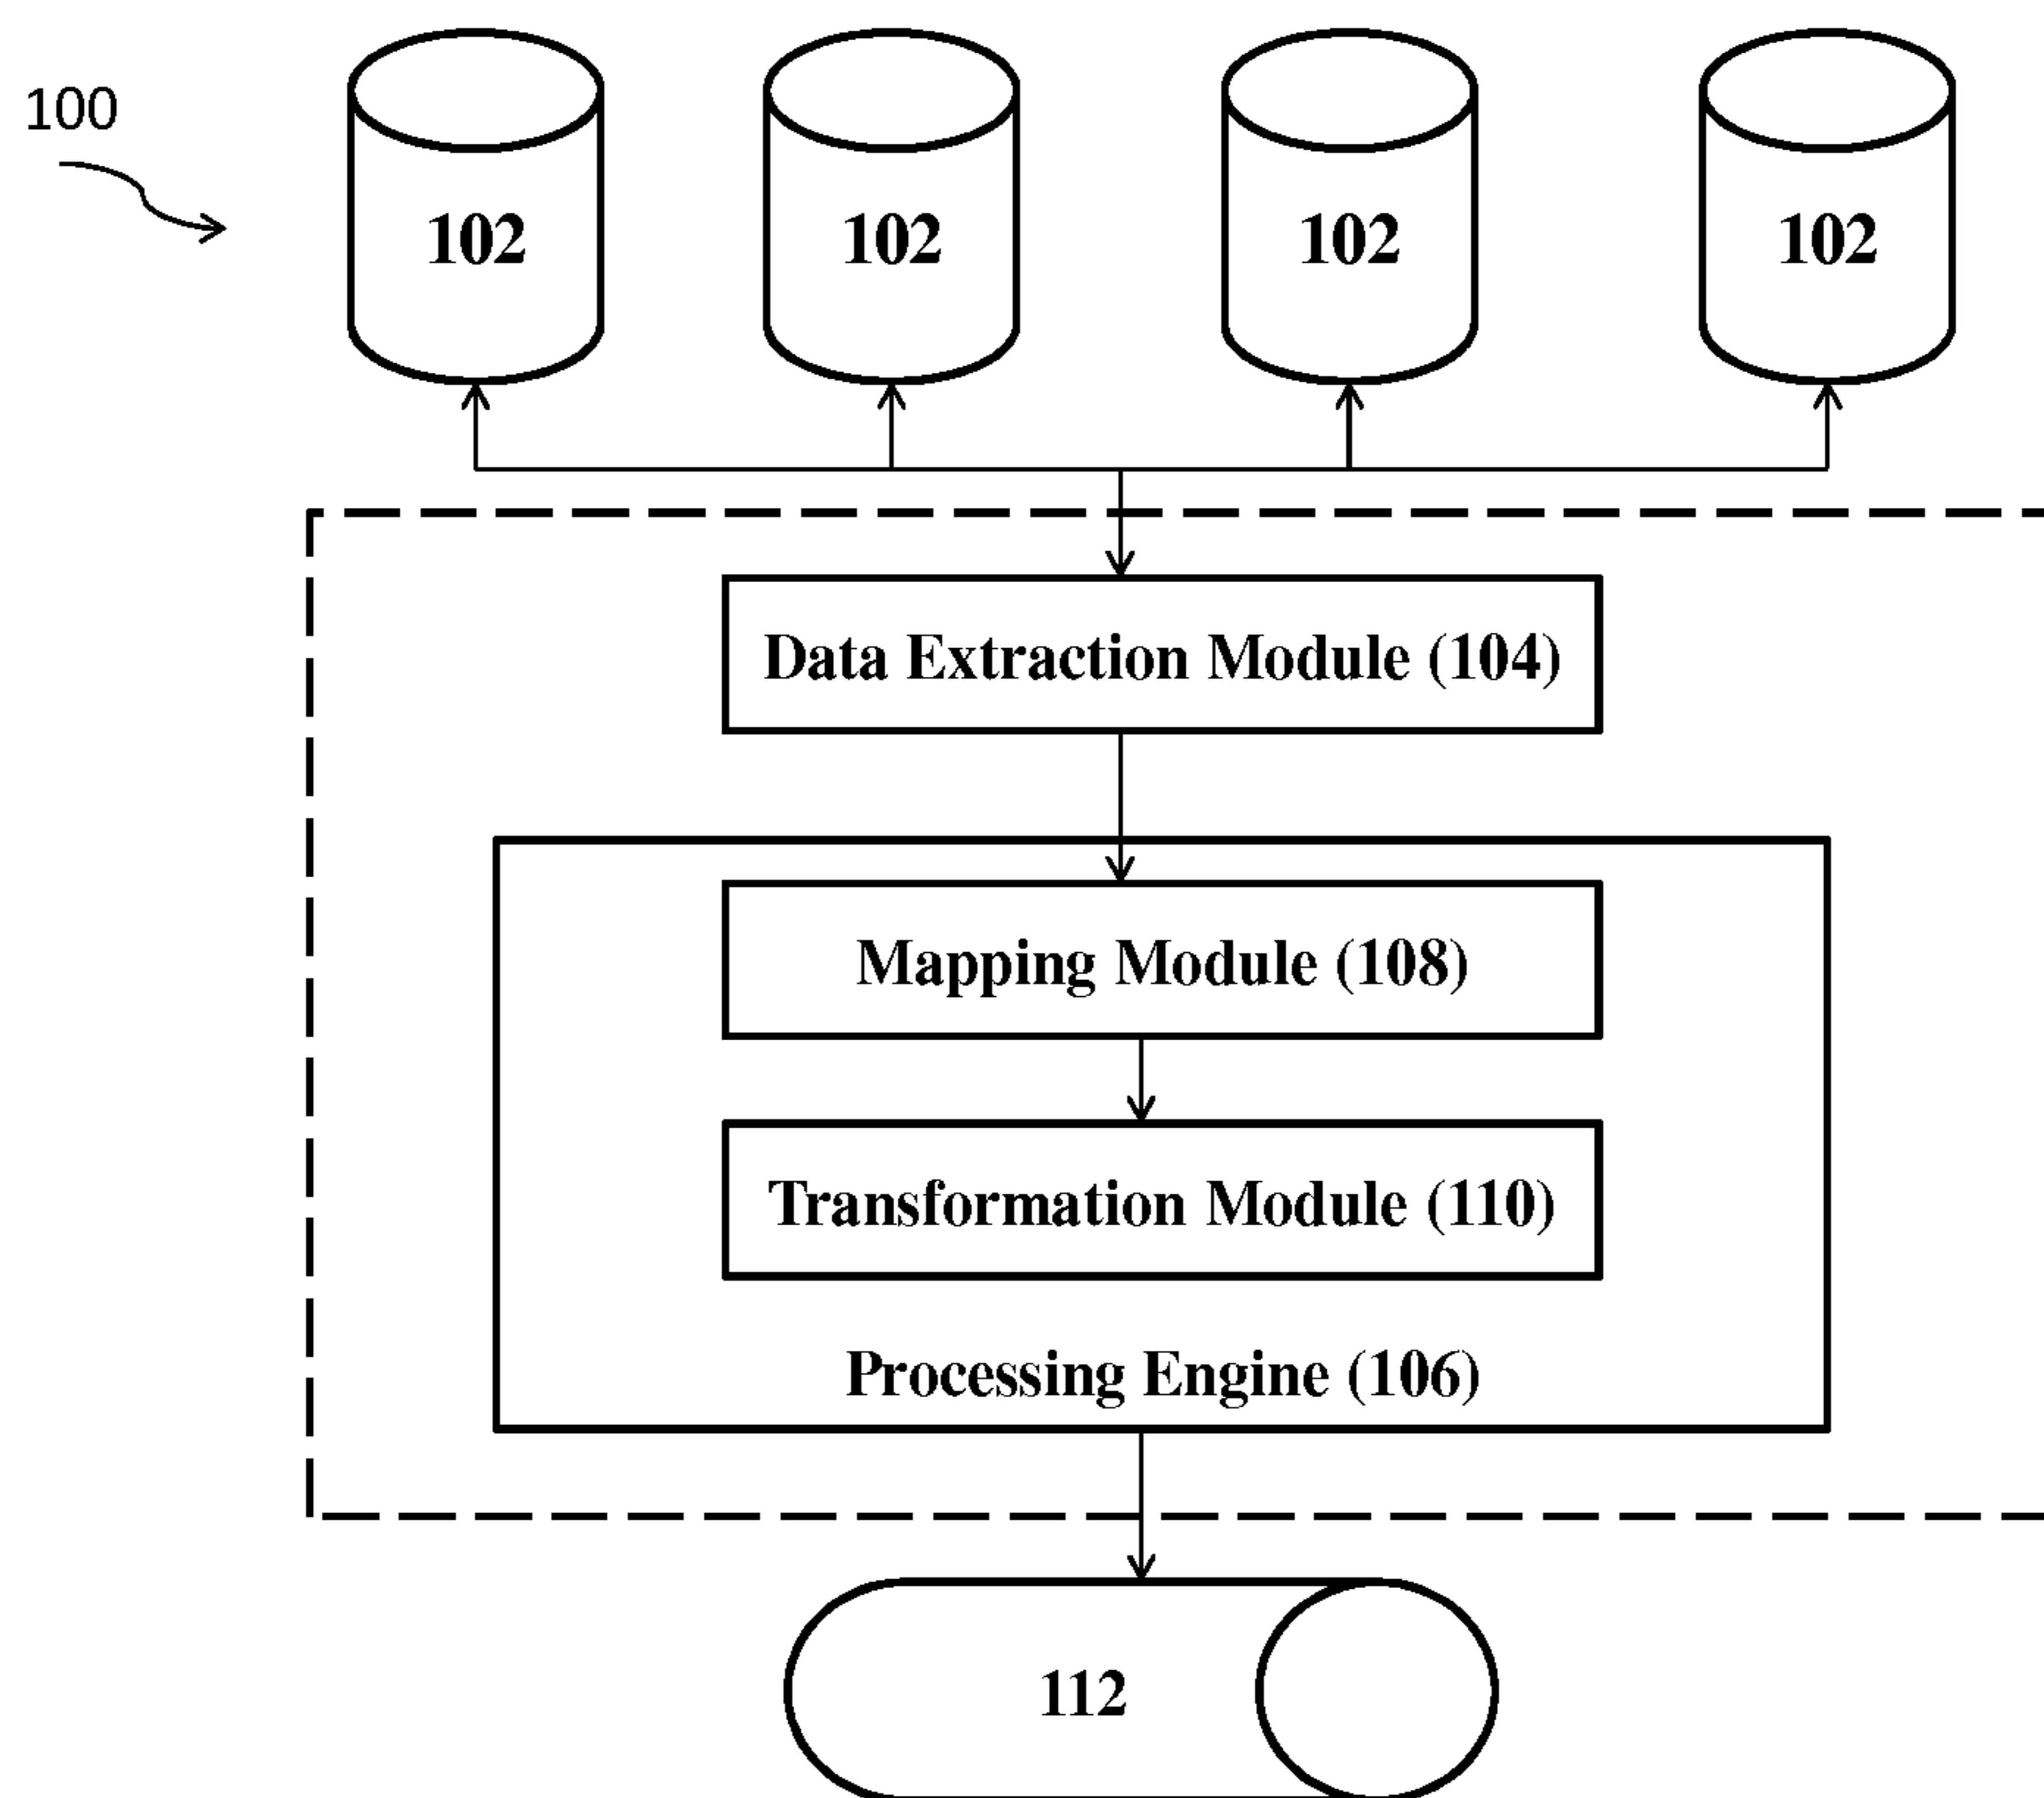 100
102 102 102 102
Data Extraction Module (104)
Mapping Module (108)
Transformation Module (110)
Processing Engine (106)
112